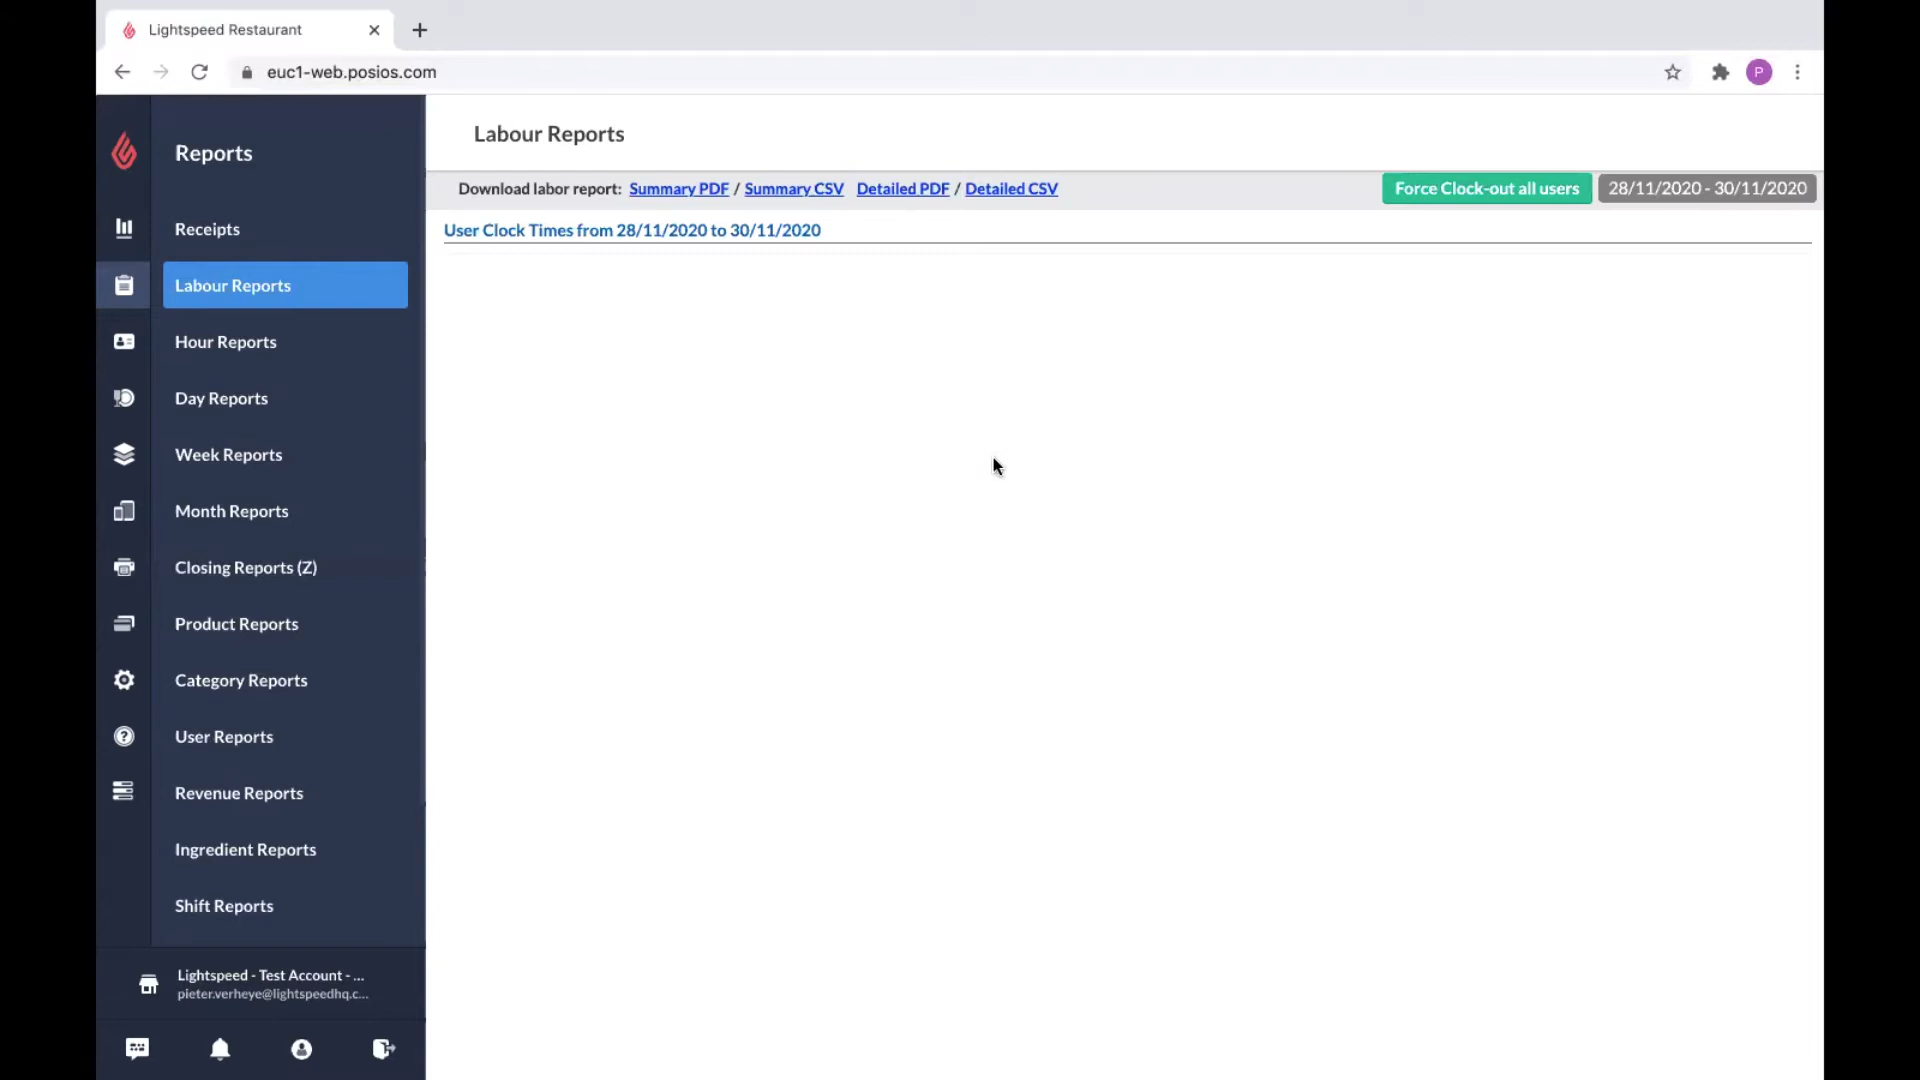 Lightspeed Restaurant
euc1-web.posios.com
P
Reports
Receipts
Labour Reports
Hour Reports
Day Reports
Week Reports
Month Reports
Closing Reports (Z)
Product Reports
Category Reports
User Reports
Revenue Reports
Ingredient Reports
Shift Reports
Lightspeed - Test Account - ...
pieter.verheye@lightspeedhq.c...
Labour Reports
Download labor report: Summary PDF / Summary CSV Detailed PDF / Detailed CSV
Force Clock-out all users
28/11/2020 - 30/11/2020
User Clock Times from 28/11/2020 to 30/11/2020